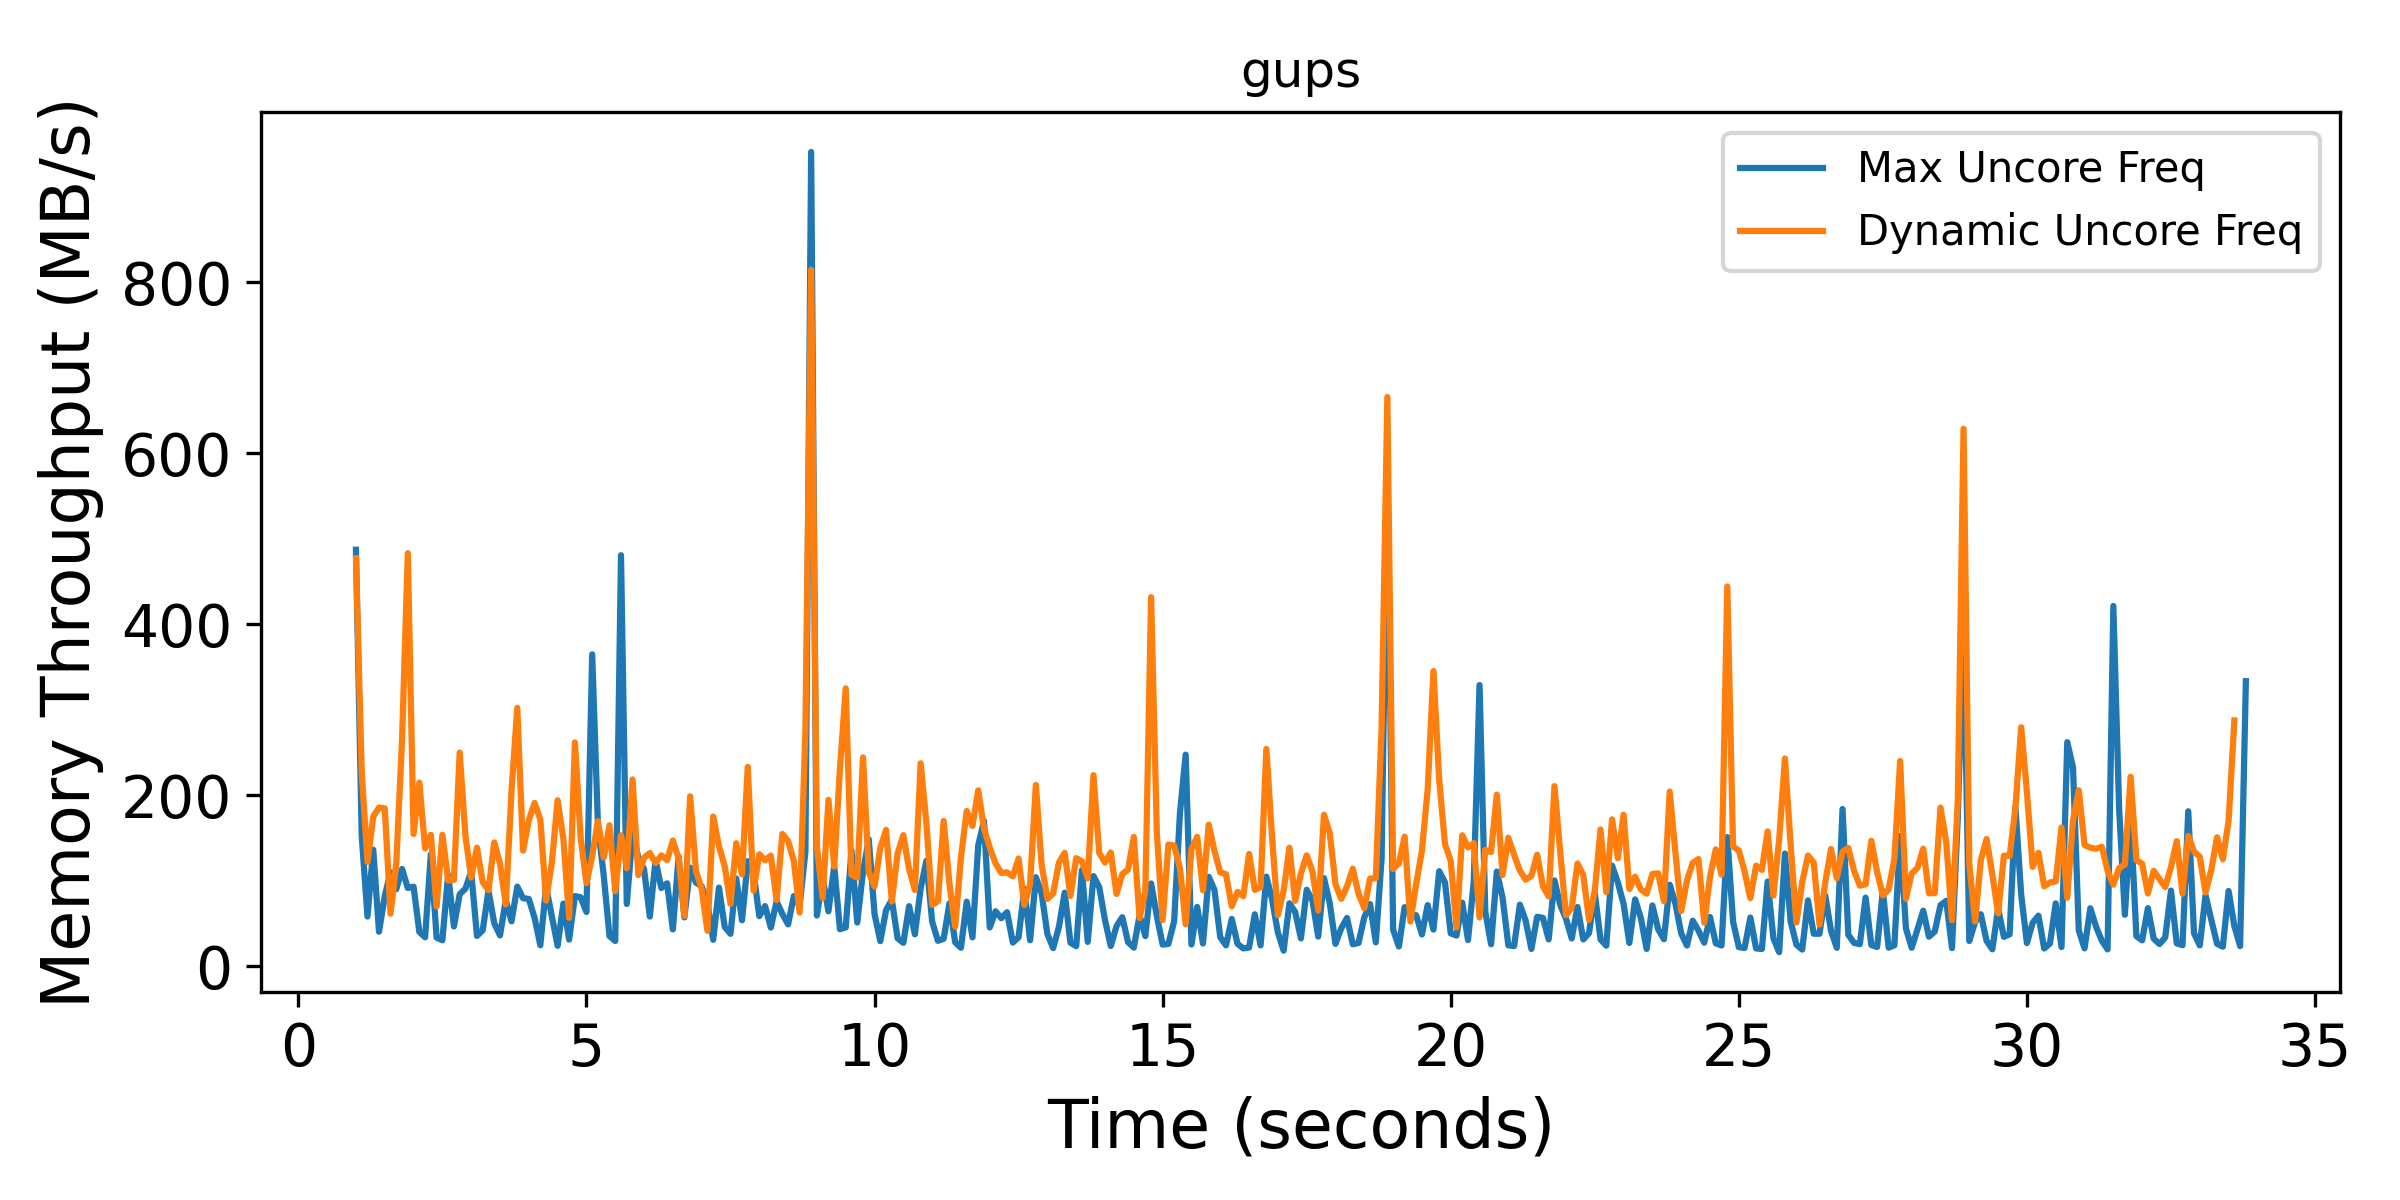 gups
Memory Throughput (MB/s)
800
600
400
200
0
Max Uncore Freq
Dynamic Uncore Freq
0 5 10 15 20 25 30 35
Time (seconds)